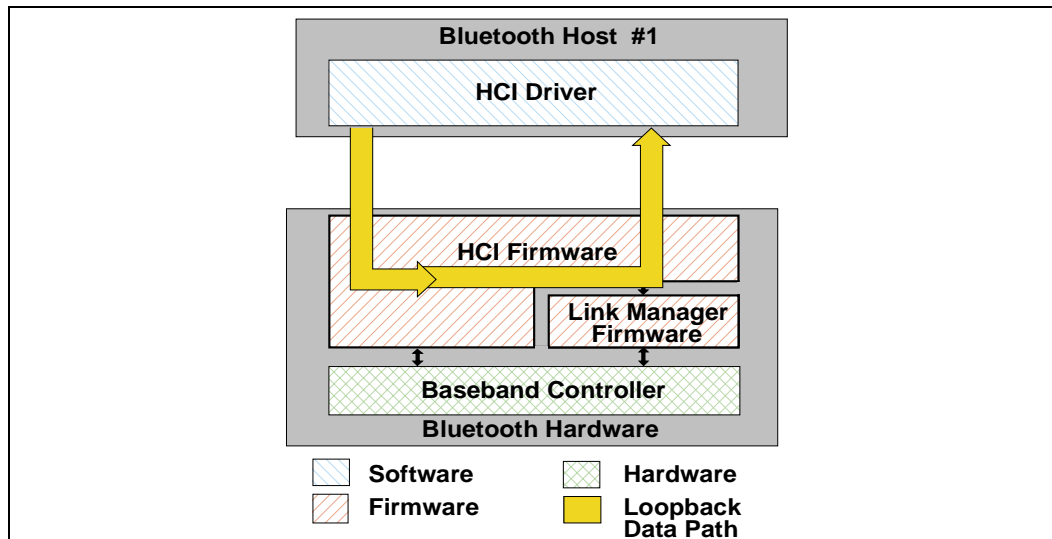 Bluetooth Host #1
HCI Driver
HCI Firmware
Link Manager
Firmware
Baseband Controller
Bluetooth Hardware
Software
Hardware
Firmware
Loopback
Data Path